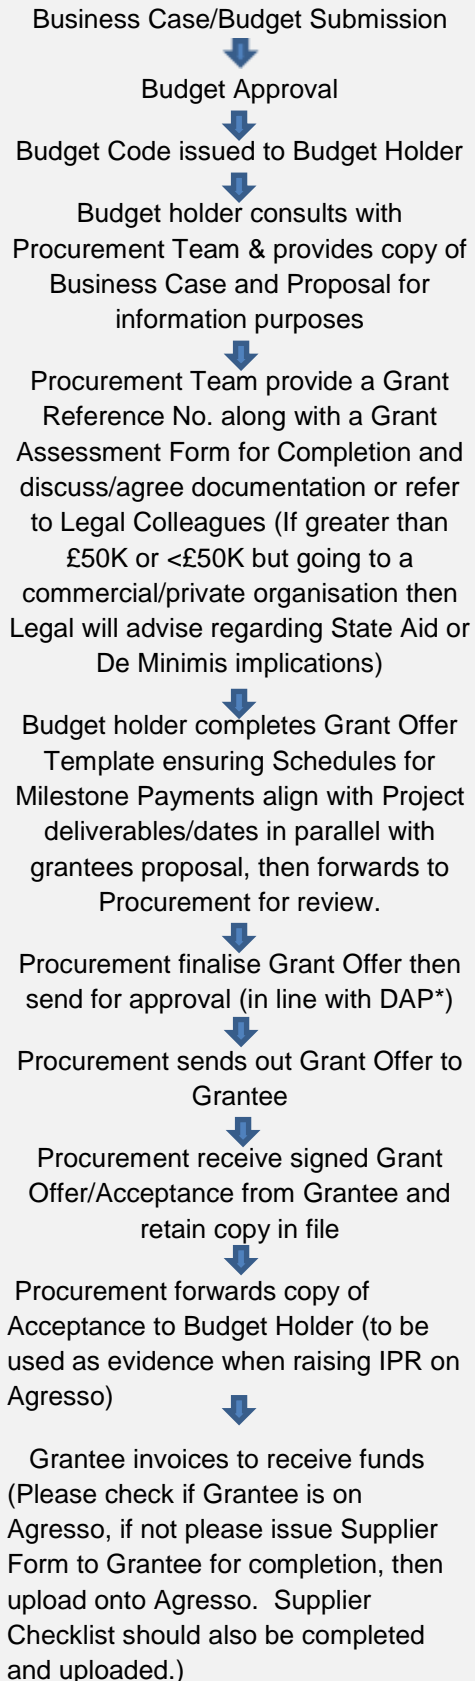 Business Case/Budget Submission
Budget Approval
Budget Code issued to Budget Holder
Budget holder consults with
Procurement Team & provides copy of
Business Case and Proposal for
information purposes
Procurement Team provide a Grant
Reference No. along with a Grant
Assessment Form for Completion and
discuss/agree documentation or refer
to Legal Colleagues (If greater than
£50K or <£50K but going to a
commercial/private organisation then
Legal will advise regarding State Aid or
De Minimis implications)
Budget holder completes Grant Offer
Template ensuring Schedules for
Milestone Payments align with Project
deliverables/dates in parallel with
grantees proposal, then forwards to
Procurement for review.
Procurement finalise Grant Offer then
send for approval (in line with DAP*)
Procurement sends out Grant Offer to
Grantee
Procurement receive signed Grant
Offer/Acceptance from Grantee and
retain copy in file
Procurement forwards copy of
Acceptance to Budget Holder (to be
used as evidence when raising IPR on
Agresso)
Grantee invoices to receive funds
(Please check if Grantee is on
Agresso, if not please issue Supplier
Form to Grantee for completion, then
upload onto Agresso. Supplier
Checklist should also be completed
and uploaded.)